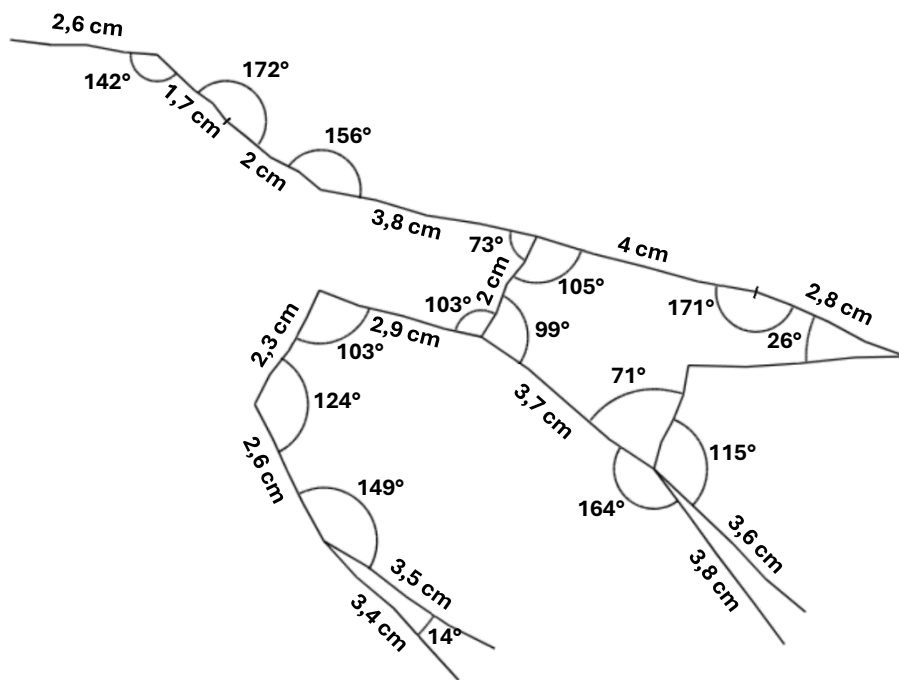 2,6 cm
142°
172°
1,7 cm
156°
2 cm
3,8 cm
73°
4 cm
2 cm
105°
171°
2,8 cm
103°
99°
26°
2,3 cm
2,9 cm
103°
71°
124°
3,7 cm
2,6 cm
115°
149°
164°
3,6 cm
3,5 cm
3,8 cm
3,4 cm
14°